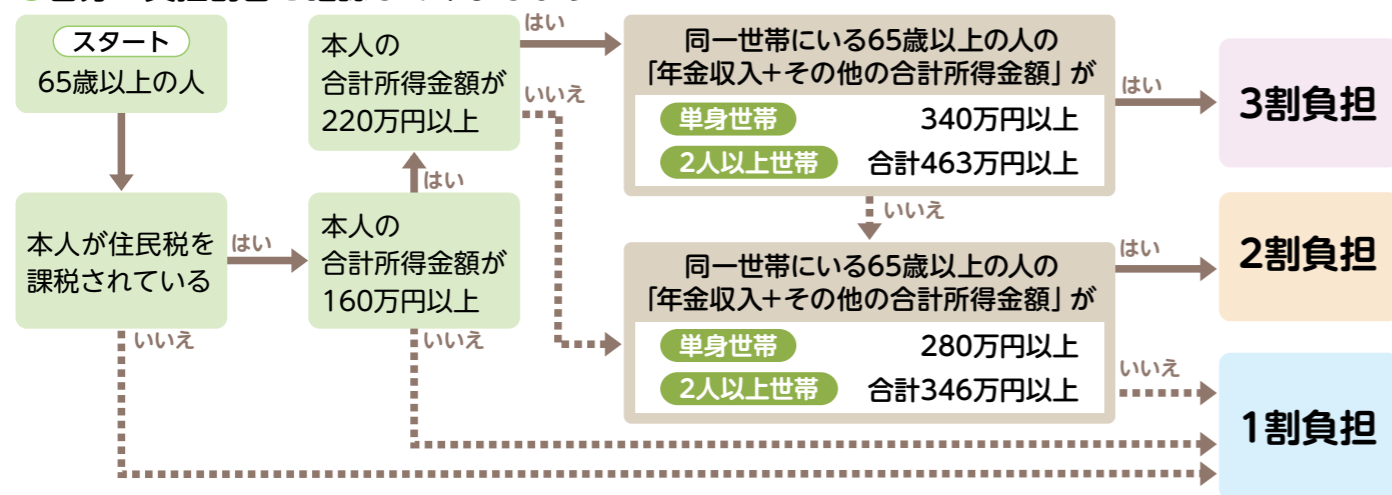 スタート
65歳以上の人
本人が住民税を
課税されている
はい
いいえ
本人の
合計所得金額が
160万円以上
はい
いいえ
本人の
合計所得金額が
220万円以上
はい
いいえ
同一世帯にいる65歳以上の人の
「年金収入+その他の合計所得金額」が
単身世帯 340万円以上
2人以上世帯 合計463万円以上
はい
いいえ
同一世帯にいる65歳以上の人の
「年金収入+その他の合計所得金額」が
単身世帯 280万円以上
2人以上世帯 合計346万円以上
はい
いいえ
3割負担
2割負担
1割負担